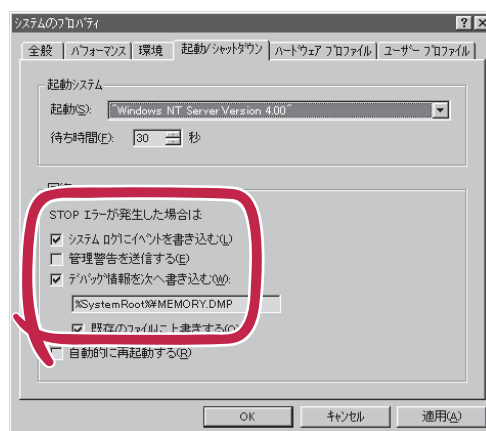 システムのプロパティ
全般 パフォーマンス 環境 起動/シャットダウン ハードウェア プロファイル ユーザー プロファイル
起動システム
起動(S): "Windows NT Server Version 4.00"
待ち時間(F): 30 秒
回復
STOP エラーが発生した場合は
システム ログにイベントを書き込む(L)
管理警告を送信する(E)
デバッグ情報を次へ書き込む(W):
%SystemRoot%¥MEMORY.DMP
既存のファイルに上書きする(O)
自動的に再起動する(R)
OK キャンセル 適用(A)